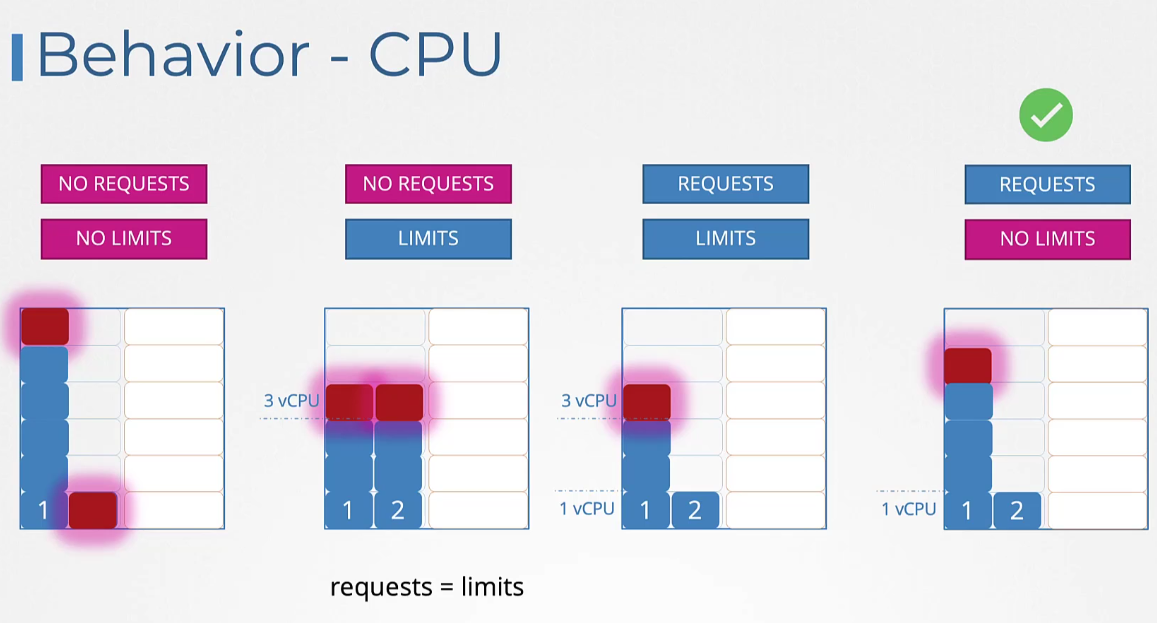 Behavior - CPU
NO REQUESTS
NO LIMITS
1
NO REQUESTS
LIMITS
3 vCPU
1 2
requests = limits
REQUESTS
LIMITS
3 vCPU
1 vCPU
1 2
REQUESTS
NO LIMITS
1 vCPU
1 2